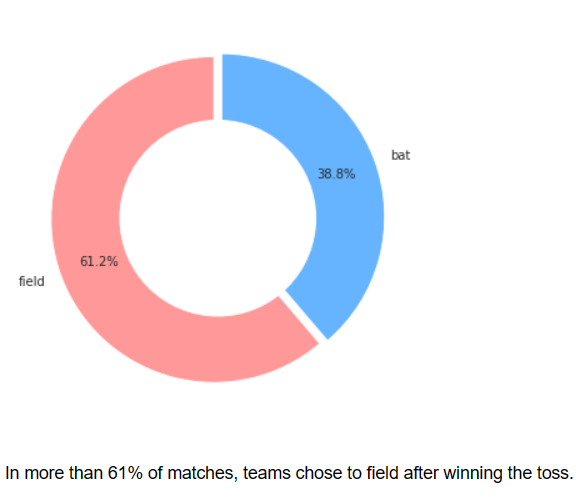 bat
38.8%
61.2%
field
In more than 61% of matches, teams chose to field after winning the toss.